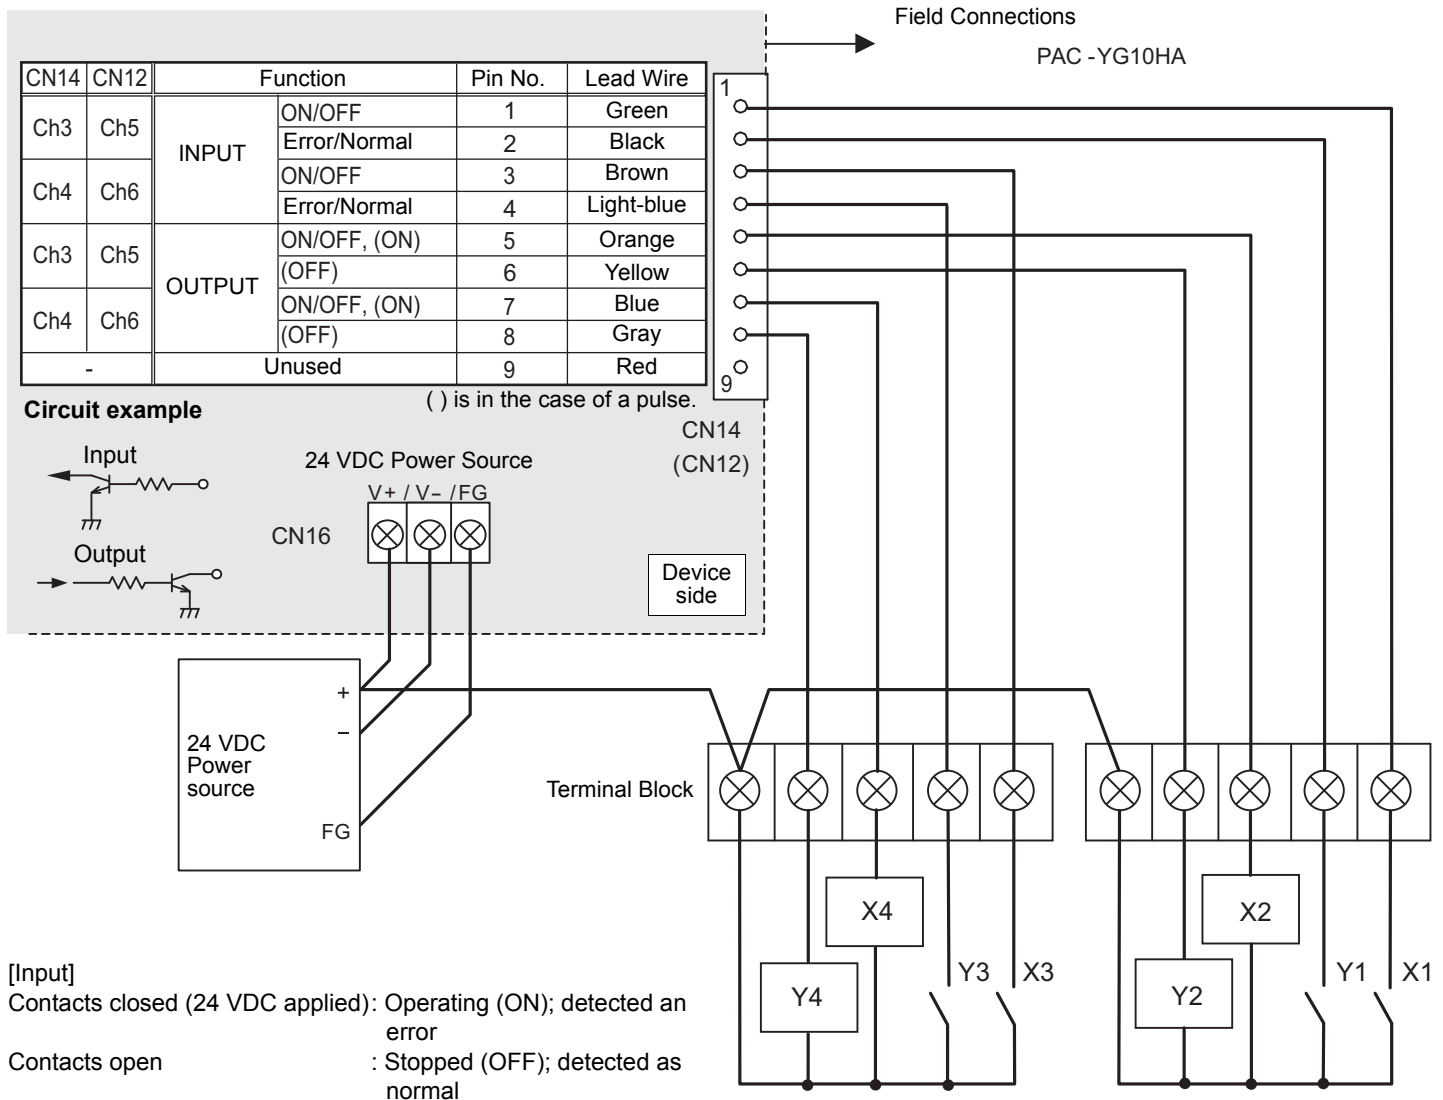 Field Connections
PAC -YG10HA
CN14 CN12 Function Pin No. Lead Wire
Ch3 Ch5 INPUT ON/OFF 1 Green
Error/Normal 2 Black
Ch4 Ch6 ON/OFF 3 Brown
Error/Normal 4 Light-blue
Ch3 Ch5 OUTPUT ON/OFF, (ON) 5 Orange
(OFF) 6 Yellow
Ch4 Ch6 ON/OFF, (ON) 7 Blue
(OFF) 8 Gray
- Unused 9 Red
1
9
( ) is in the case of a pulse.
CN14
(CN12)
Circuit example
Input
Output
24 VDC Power Source
V+ / V– /FG
CN16
Device
side
24 VDC
Power
source
+
–
FG
Terminal Block
X4
Y4
Y3
X3
X2
Y2
Y1
X1
[Input]
Contacts closed (24 VDC applied): Operating (ON); detected an
error
Contacts open : Stopped (OFF); detected as
normal